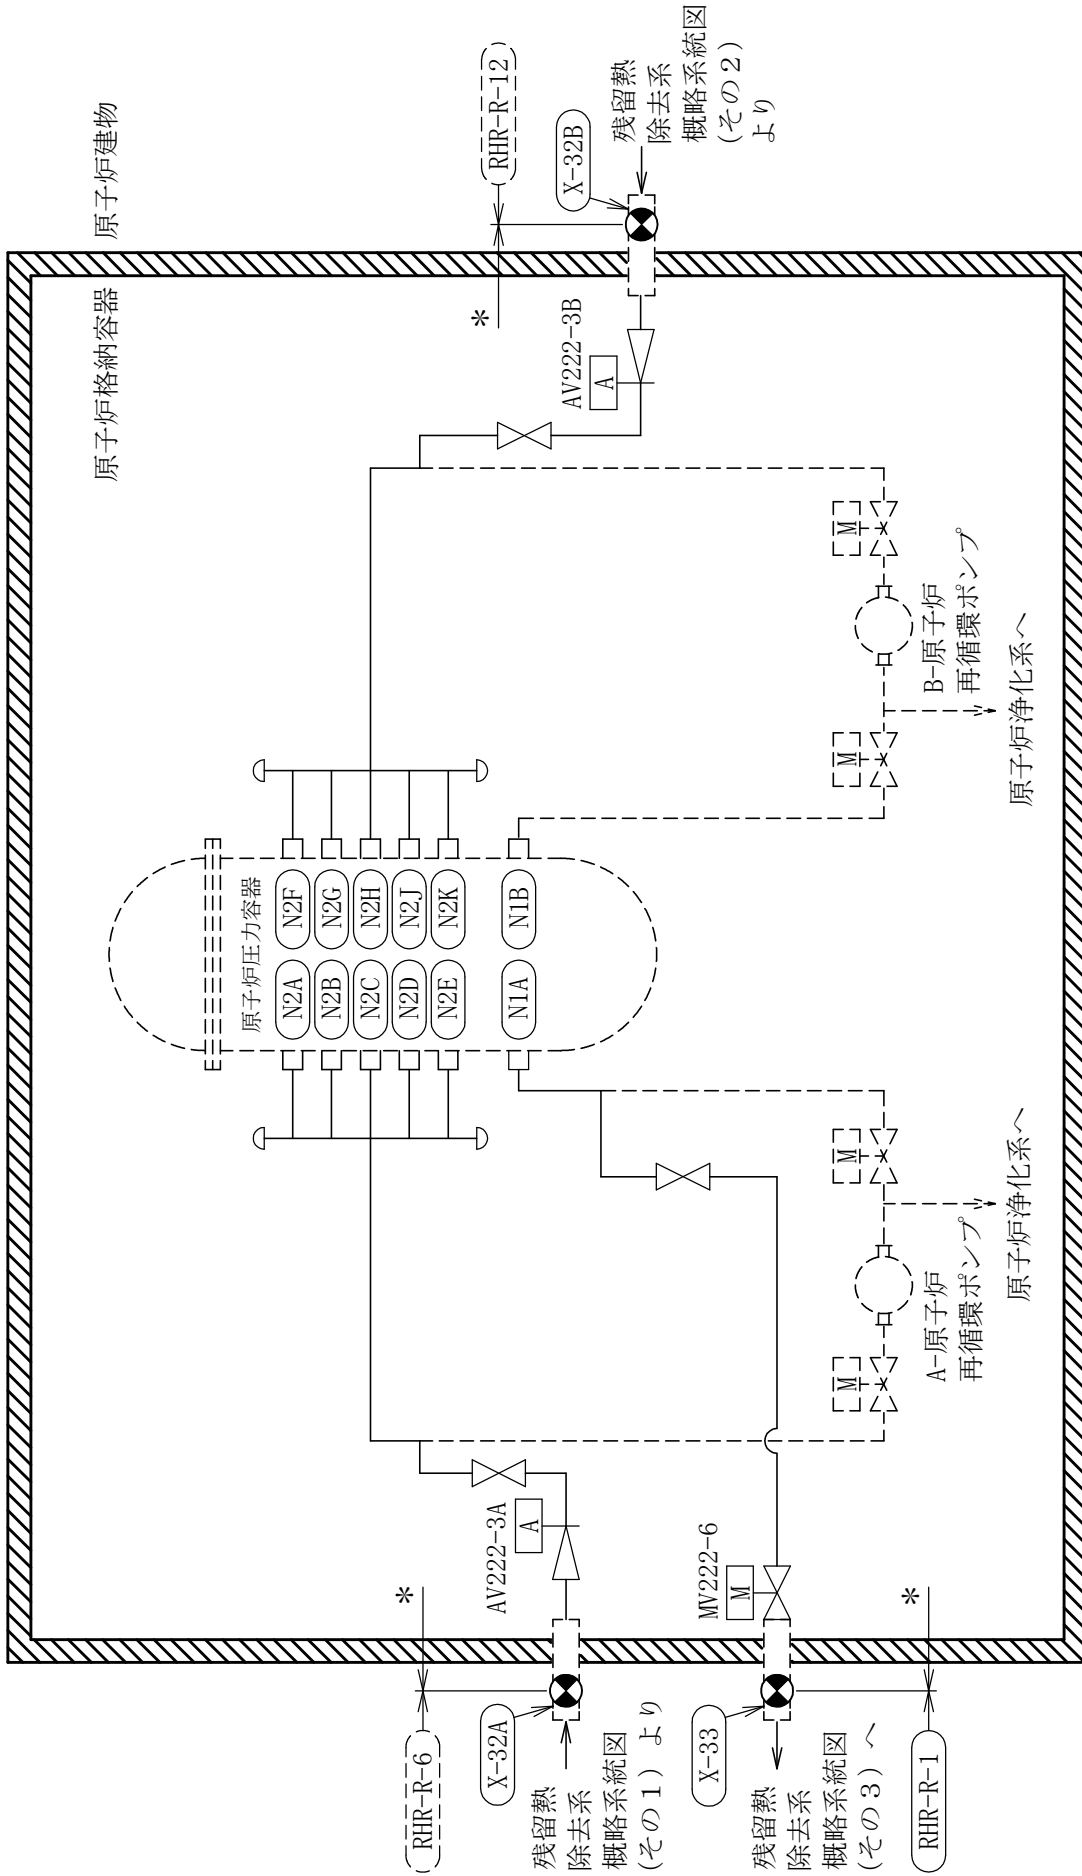 原子炉格納容器
原子炉建物
RHR-R-6
*
X-32A
残留熱
除去系
概略系統図
(その1) より
AV222-3A
A
原子炉圧力容器
N2A
N2F
N2B
N2G
N2C
N2H
N2D
N2J
N2E
N2K
N1A
N1B
*
RHR-R-12
X-32B
残留熱
除去系
概略系統図
(その2)
より
AV222-3B
A
MV222-6
M
X-33
残留熱
除去系
概略系統図
(その3) へ
*
RHR-R-1
M
M
A-原子炉
再循環ポンプ
原子炉浄化系へ
M
M
B-原子炉
再循環ポンプ
原子炉浄化系へ